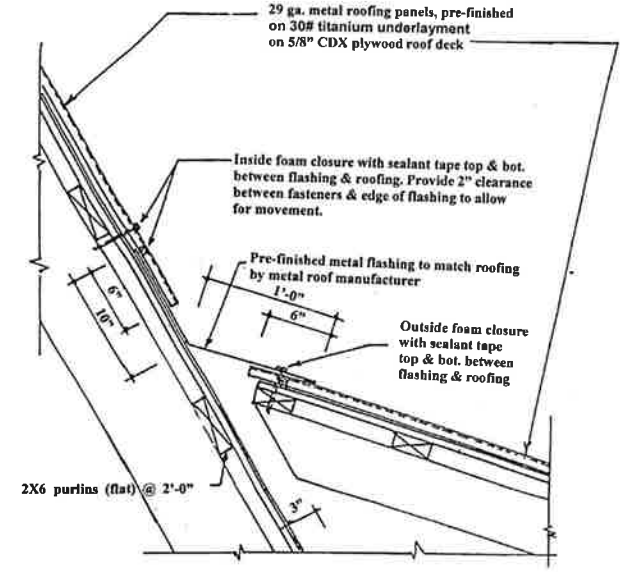 29 ga. metal roofing panels, pre-finished
on 30# titanium underlayment
on 5/8" CDX plywood roof deck
Inside foam closure with sealant tape top & bot.
between flashing & roofing. Provide 2" clearance
between fasteners & edge of flashing to allow
for movement.
Pre-finished metal flashing to match roofing
by metal roof manufacturer
1'-0"
6"
6"
10"
Outside foam closure
with sealant tape
top & bot. between
flashing & roofing
2X6 purlins (flat) @ 2'-0"
3"